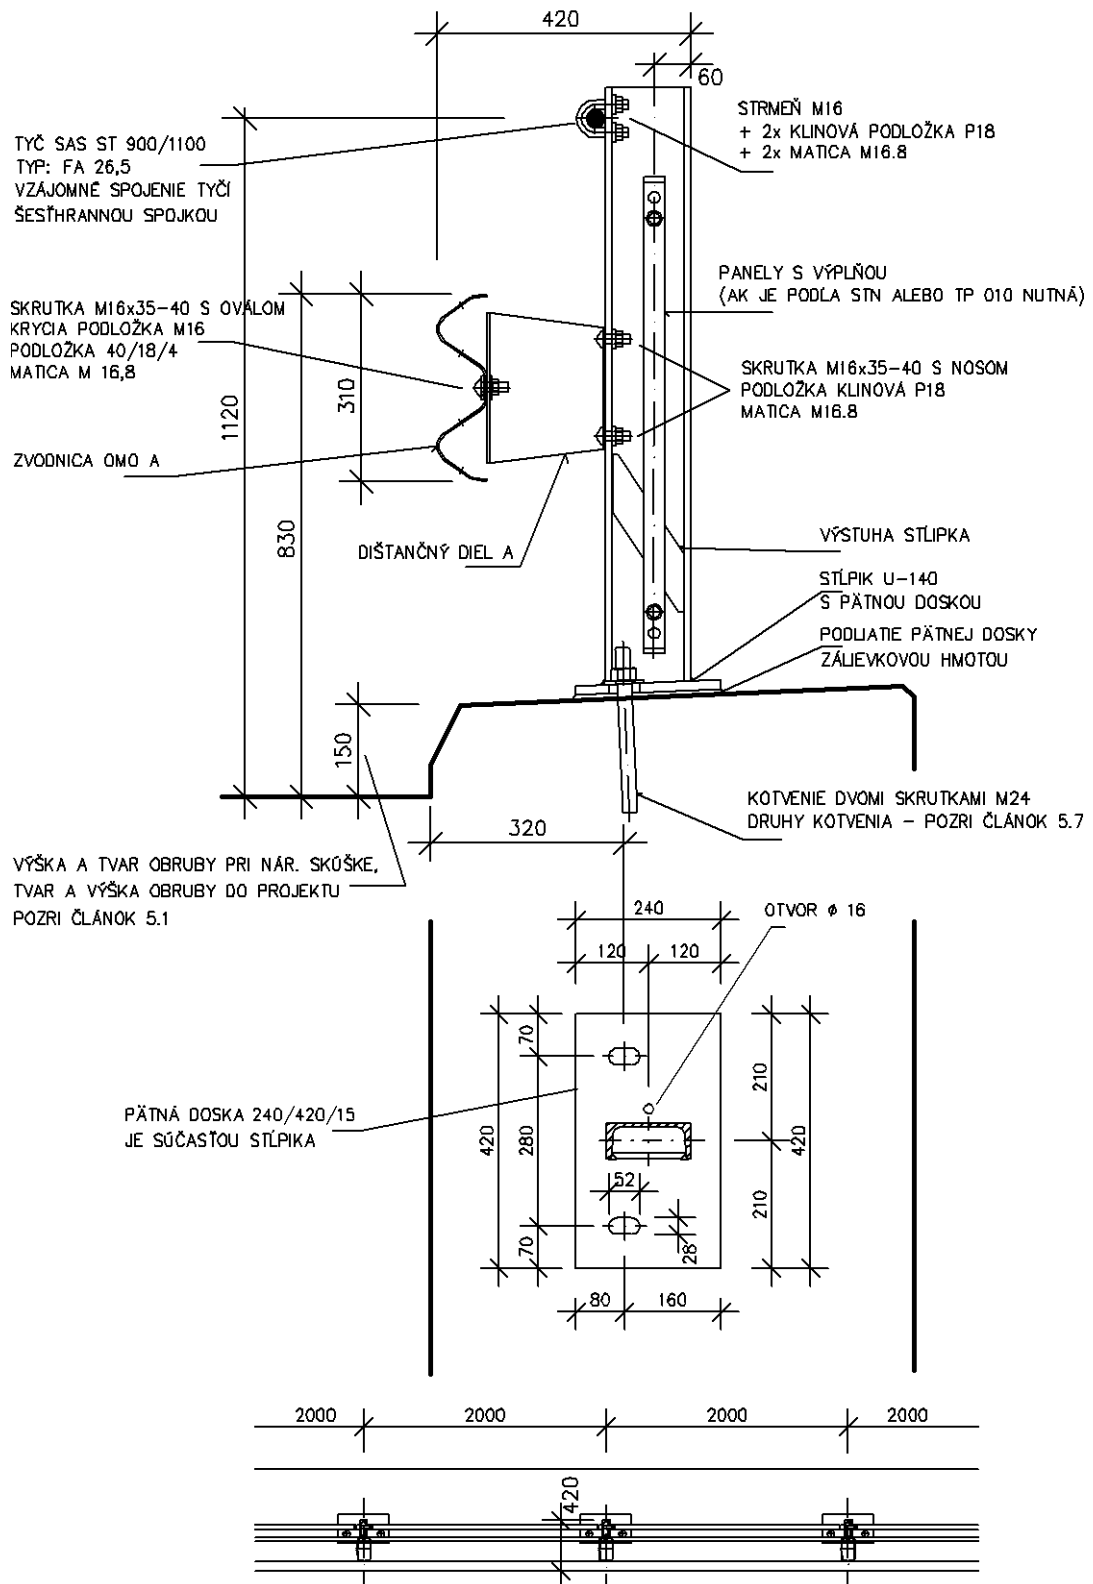 420
60
STRMEŇ M16
+ 2x KLINOVÁ PODLOŽKA P18
+ 2x MATICA M16.8
TYČ SAS ST 900/1100
TYP: FA 26,5
VZÁJOMNÉ SPOJENIE TYČÍ
ŠESŤHRANNOU SPOJKOU
PANELY S VÝPLŇOU
(AK JE PODĽA STN ALEBO TP 010 NUTNÁ)
SKRUTKA M16x35-40 S OVÁLOM
KRYCIA PODLOŽKA M16
PODLOŽKA 40/18/4
MATICA M 16,8
SKRUTKA M16x35-40 S NOSOM
PODLOŽKA KLINOVÁ P18
MATICA M16.8
310
1120
ZVODNICA OMO A
830
DIŠTANČNÝ DIEL A
VÝSTUHA STĹPIKA
STĹPIK U-140
S PÄTNOU DOSKOU
PODLIATIE PÄTNEJ DOSKY
ZÁLIEVKOVOU HMOTOU
150
KOTVENIE DVOMI SKRUTKAMI M24
DRUHY KOTVENIA - POZRI ČLÁNOK 5.7
320
VÝŠKA A TVAR OBRUBY PRI NÁR. SKÚŠKE,
TVAR A VÝŠKA OBRUBY DO PROJEKTU
POZRI ČLÁNOK 5.1
240
OTVOR ø 16
120 120
70
210
PÄTNÁ DOSKA 240/420/15
JE SÚČASŤOU STĹPIKA
420
280
420
52
210
70
28
80 160
2000 2000 2000 2000
420